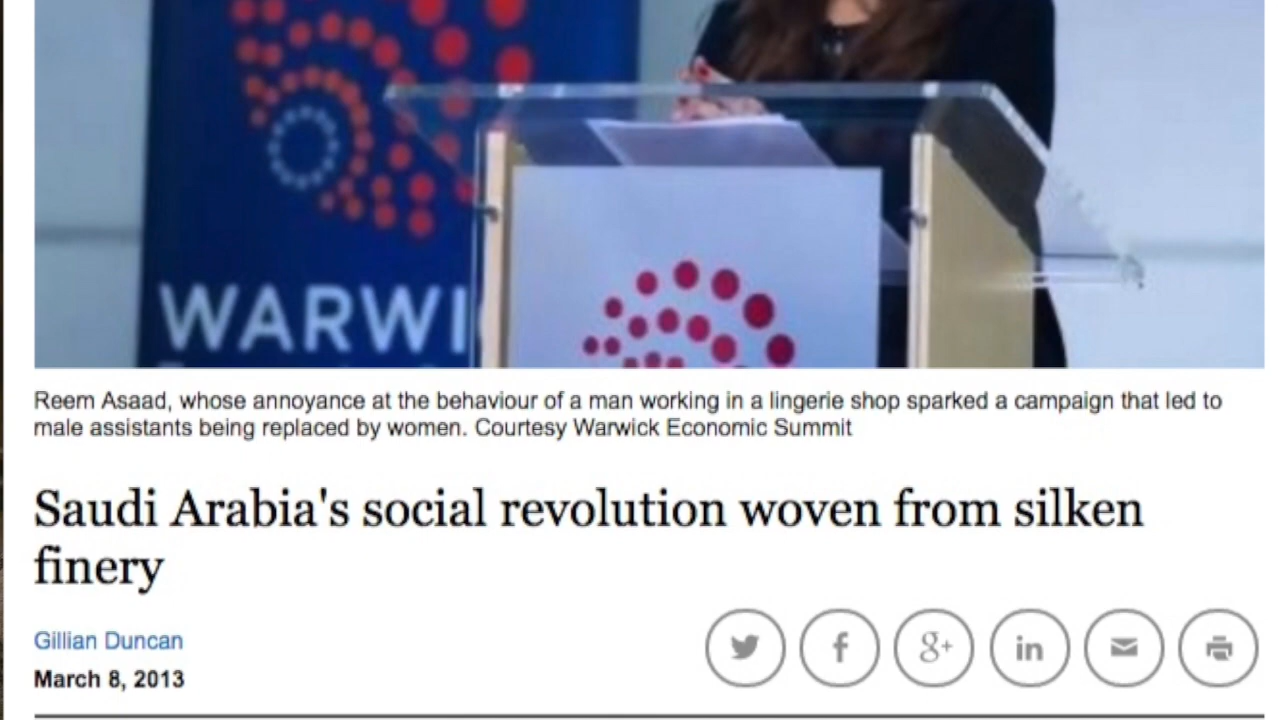 WARWI
Reem Asaad, whose annoyance at the behaviour of a man working in a lingerie shop sparked a campaign that led to
male assistants being replaced by women. Courtesy Warwick Economic Summit
Saudi Arabia's social revolution woven from silken
finery
Gillian Duncan
March 8, 2013
f
g+
in